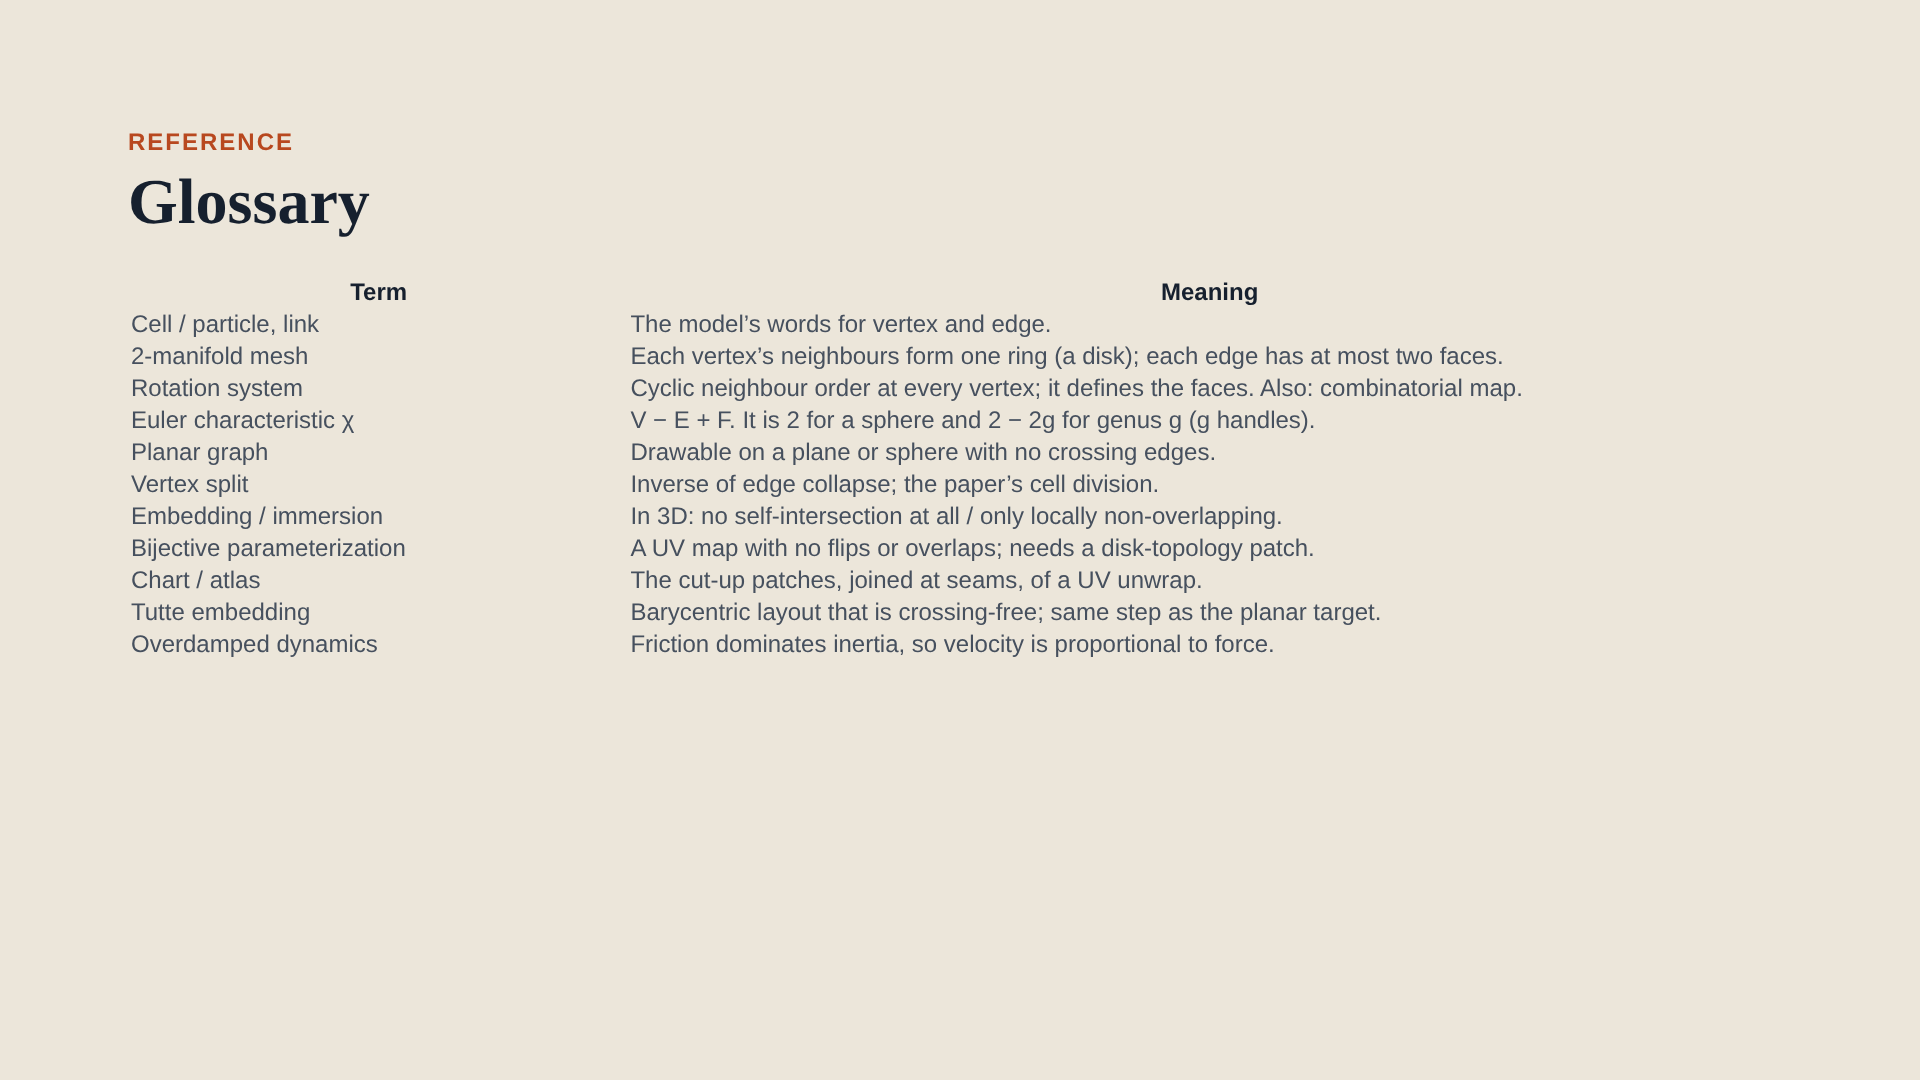 REFERENCE
Glossary
Term Meaning
Cell / particle, link The model’s words for vertex and edge.
2-manifold mesh Each vertex’s neighbours form one ring (a disk); each edge has at most two faces.
Rotation system Cyclic neighbour order at every vertex; it defines the faces. Also: combinatorial map.
Euler characteristic χ V − E + F. It is 2 for a sphere and 2 − 2g for genus g (g handles).
Planar graph Drawable on a plane or sphere with no crossing edges.
Vertex split Inverse of edge collapse; the paper’s cell division.
Embedding / immersion In 3D: no self-intersection at all / only locally non-overlapping.
Bijective parameterization A UV map with no flips or overlaps; needs a disk-topology patch.
Chart / atlas The cut-up patches, joined at seams, of a UV unwrap.
Tutte embedding Barycentric layout that is crossing-free; same step as the planar target.
Overdamped dynamics Friction dominates inertia, so velocity is proportional to force.